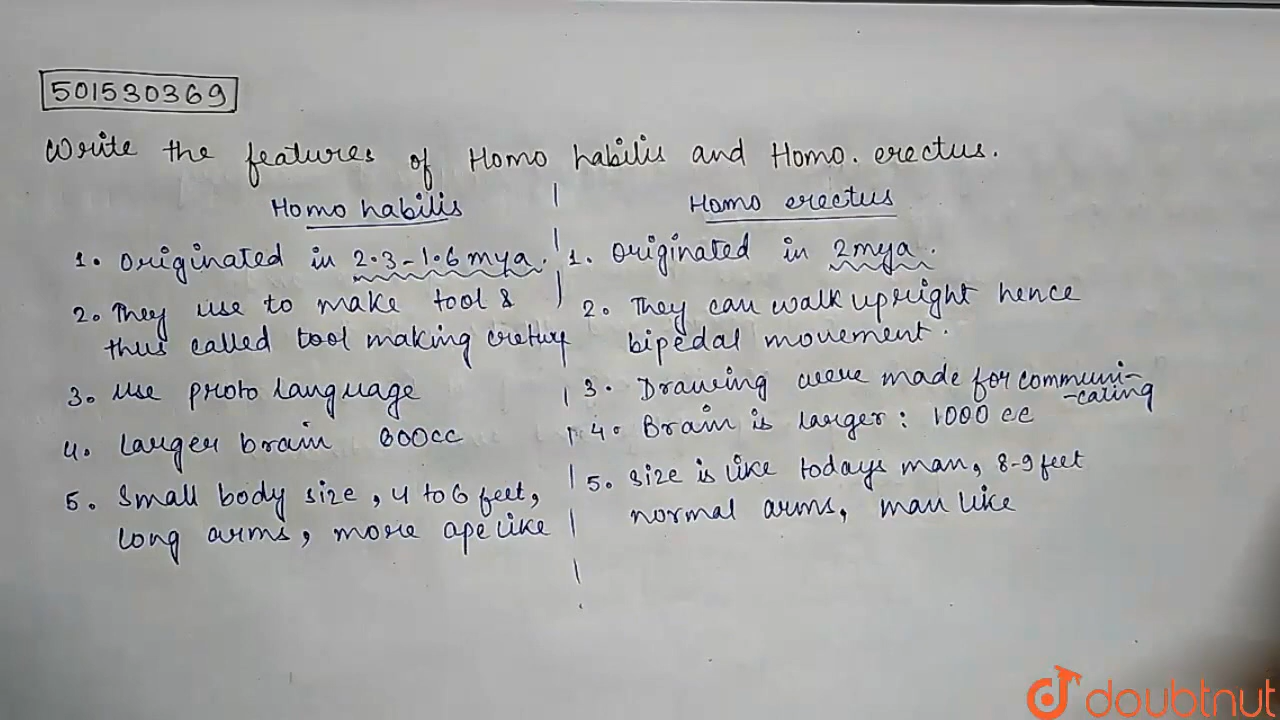 501530369
Write the features of Homo habilis and Homo. erectus.
Homo habilis
1. Originated in 2.3-1.6 mya.
2. They use to make tool &
thus called tool making creture
3. Use proto language
4. Larger brain 600cc
5. Small body size, 4 to 6 feet,
long arms, more ape like
Homo erectus
1. Originated in 2mya.
2. They can walk upright hence
bipedal movement.
3. Drawing were made for communi-
-cating
4. Brain is larger: 1000 cc
5. Size is like todays man, 8-9 feet
normal arms, man like
doubtnut